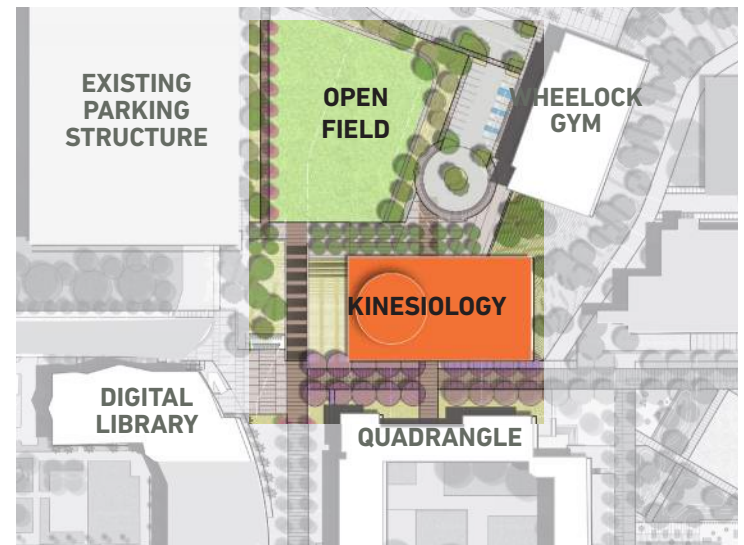 EXISTING
PARKING
STRUCTURE
OPEN
FIELD
WHEELOCK
GYM
KINESIOLOGY
DIGITAL
LIBRARY
QUADRANGLE